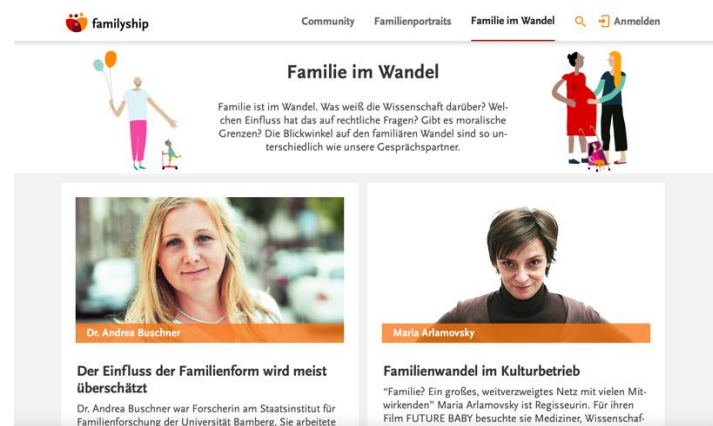 familyship
Community
Familienportraits
Familie im Wandel
Anmelden
Familie im Wandel
Familie ist im Wandel. Was weiß die Wissenschaft darüber? Wel-
chen Einfluss hat das auf rechtliche Fragen? Gibt es moralische
Grenzen? Die Blickwinkel auf den familiären Wandel sind so un-
terschiedlich wie unsere Gesprächspartner.
Dr. Andrea Buschner
Der Einfluss der Familienform wird meist
überschätzt
Dr. Andrea Buschner war Forscherin am Staatsinstitut für
Familienforschung der Universität Bamberg. Sie arbeitete
Maria Arlamovsky
Familienwandel im Kulturbetrieb
“Familie? Ein großes, weitverzweigtes Netz mit vielen Mit-
wirkenden” Maria Arlamovsky ist Regisseurin. Für ihren
Film FUTURE BABY besuchte sie Mediziner, Wissenschaf-